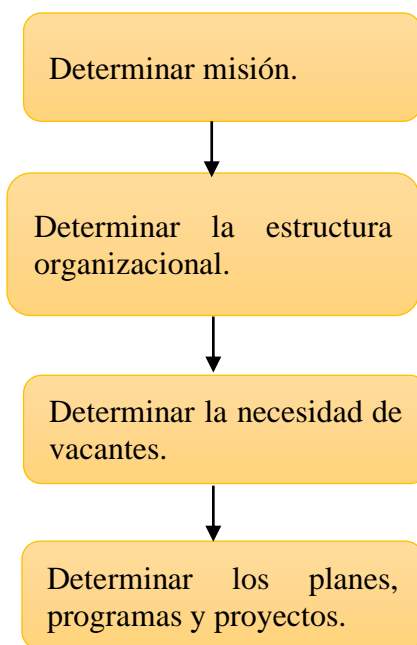 Determinar misión.
Determinar la estructura
organizacional.
Determinar la necesidad de
vacantes.
Determinar los planes,
programas y proyectos.